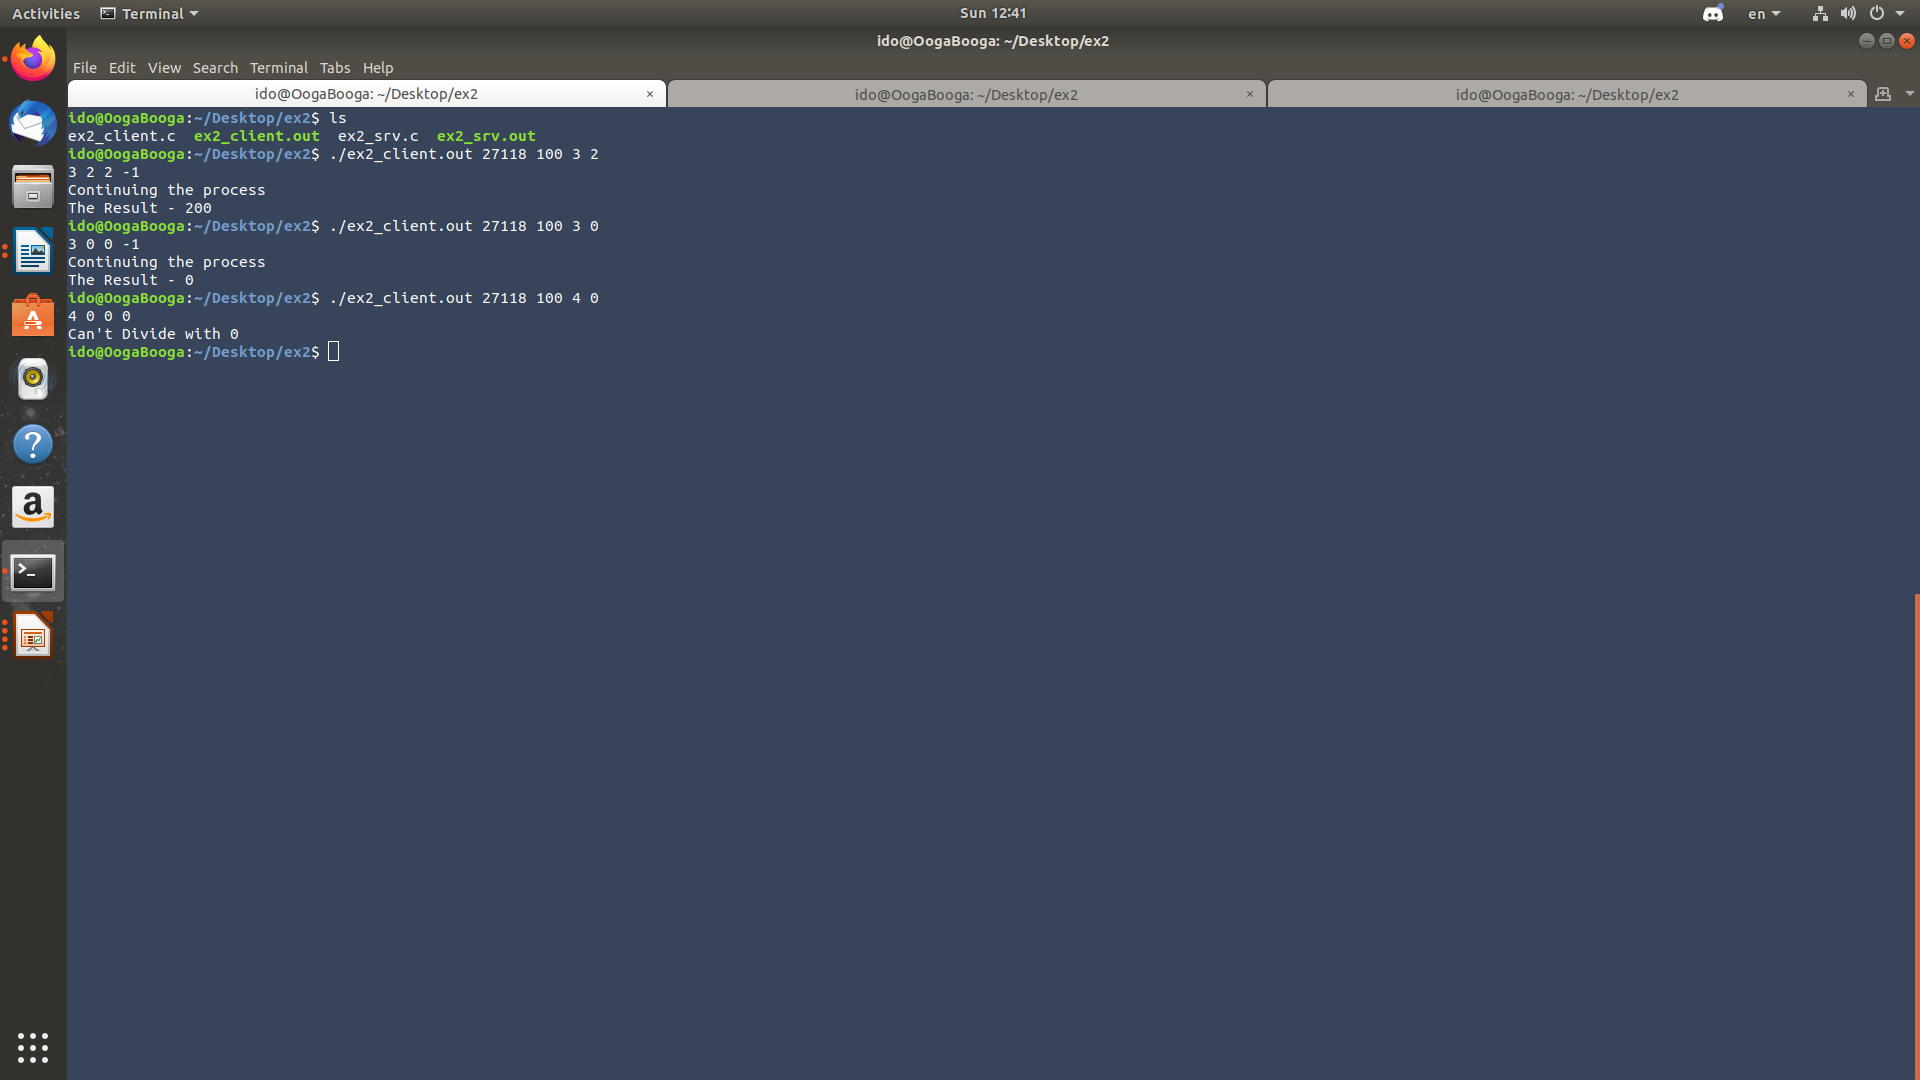 Activities Terminal Sun 12:41 en
ido@OogaBooga: ~/Desktop/ex2
File Edit View Search Terminal Tabs Help
ido@OogaBooga: ~/Desktop/ex2 × ido@OogaBooga: ~/Desktop/ex2 × ido@OogaBooga: ~/Desktop/ex2 ×
ido@OogaBooga:~/Desktop/ex2$ ls
ex2_client.c ex2_client.out ex2_srv.c ex2_srv.out
ido@OogaBooga:~/Desktop/ex2$ ./ex2_client.out 27118 100 3 2
3 2 2 -1
Continuing the process
The Result - 200
ido@OogaBooga:~/Desktop/ex2$ ./ex2_client.out 27118 100 3 0
3 0 0 -1
Continuing the process
The Result - 0
ido@OogaBooga:~/Desktop/ex2$ ./ex2_client.out 27118 100 4 0
4 0 0 0
Can't Divide with 0
ido@OogaBooga:~/Desktop/ex2$